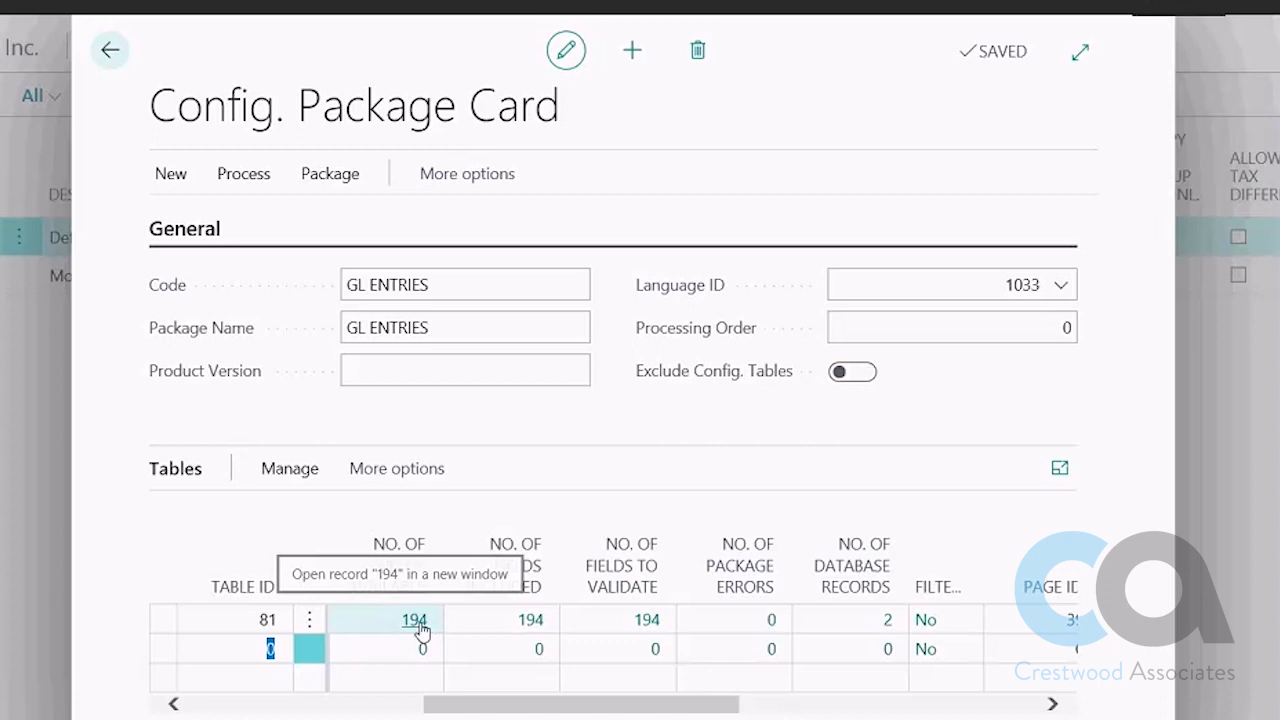 Inc.
All
SAVED
Config. Package Card
New Process Package More options
General
Code GL ENTRIES Language ID 1033
Package Name GL ENTRIES Processing Order 0
Product Version Exclude Config. Tables
Tables Manage More options
ALLOW
TAX
NO. OF NO. OF NO. OF NO. OF NO. OF
FIELDS TO PACKAGE DATABASE
Open record "194" in a new window
TABLE ID VALIDATE ERRORS RECORDS FILTE... PAGE ID
81 194 194 194 0 2 No
0 0 0 0 0 0 No
ca
Crestwood Associates